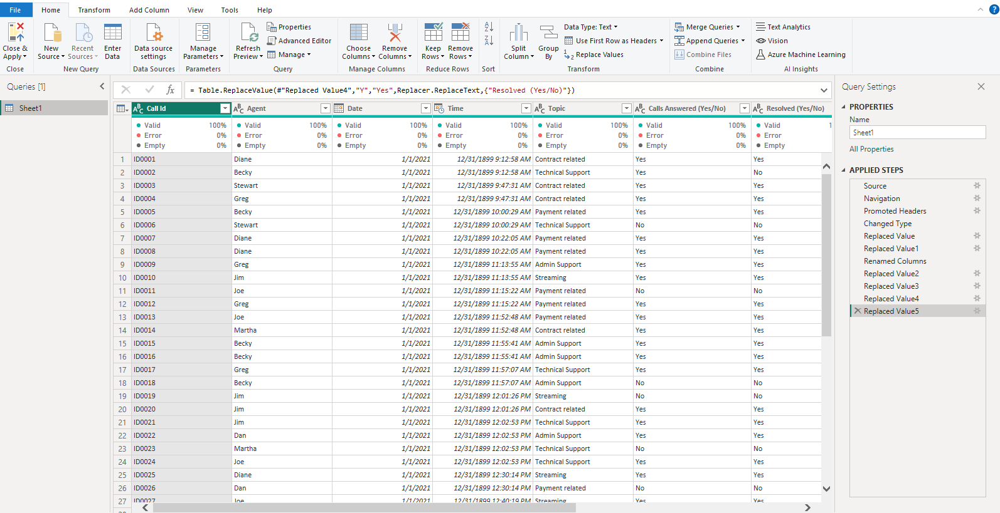 File Home Transform Add Column View Tools Help
Close & Apply
New Source
Recent Sources
Enter Data
Data source settings
Manage Parameters
Refresh Preview
Properties
Advanced Editor
Manage
Choose Columns
Remove Columns
Keep Rows
Remove Rows
Split Column
Group By
Data Type: Text
Use First Row as Headers
Replace Values
Merge Queries
Append Queries
Combine Files
Text Analytics
Vision
Azure Machine Learning
Close New Query Data Sources Parameters Query Manage Columns Reduce Rows Sort Transform Combine AI Insights
Queries [1]
Sheet1
fx = Table.ReplaceValue(#"Replaced Value4","Y","Yes",Replacer.ReplaceText,{"Resolved (Yes/No)"})
Call Id Agent Date Time Topic Calls Answered (Yes/No) Resolved (Yes/No)
Valid 100% Valid 100% Valid 100% Valid 100% Valid 100% Valid 100% Valid 1
Error 0% Error 0% Error 0% Error 0% Error 0% Error 0% Error
Empty 0% Empty 0% Empty 0% Empty 0% Empty 0% Empty 0% Empty
1 ID0001 Diane 1/1/2021 12/31/1899 9:12:58 AM Contract related Yes Yes
2 ID0002 Becky 1/1/2021 12/31/1899 9:12:58 AM Technical Support Yes No
3 ID0003 Stewart 1/1/2021 12/31/1899 9:47:31 AM Contract related Yes Yes
4 ID0004 Greg 1/1/2021 12/31/1899 9:47:31 AM Contract related Yes Yes
5 ID0005 Becky 1/1/2021 12/31/1899 10:00:29 AM Payment related Yes Yes
6 ID0006 Stewart 1/1/2021 12/31/1899 10:00:29 AM Technical Support No No
7 ID0007 Diane 1/1/2021 12/31/1899 10:22:05 AM Payment related Yes Yes
8 ID0008 Diane 1/1/2021 12/31/1899 10:22:05 AM Payment related Yes Yes
9 ID0009 Greg 1/1/2021 12/31/1899 11:13:55 AM Admin Support Yes Yes
10 ID0010 Jim 1/1/2021 12/31/1899 11:13:55 AM Streaming Yes Yes
11 ID0011 Joe 1/1/2021 12/31/1899 11:15:22 AM Payment related No No
12 ID0012 Greg 1/1/2021 12/31/1899 11:15:22 AM Payment related Yes Yes
13 ID0013 Joe 1/1/2021 12/31/1899 11:52:48 AM Payment related Yes Yes
14 ID0014 Martha 1/1/2021 12/31/1899 11:52:48 AM Contract related Yes Yes
15 ID0015 Becky 1/1/2021 12/31/1899 11:55:41 AM Admin Support Yes Yes
16 ID0016 Becky 1/1/2021 12/31/1899 11:55:41 AM Admin Support Yes Yes
17 ID0017 Greg 1/1/2021 12/31/1899 11:57:07 AM Technical Support Yes Yes
18 ID0018 Becky 1/1/2021 12/31/1899 11:57:07 AM Admin Support No No
19 ID0019 Jim 1/1/2021 12/31/1899 12:01:26 PM Streaming No No
20 ID0020 Jim 1/1/2021 12/31/1899 12:01:26 PM Contract related Yes Yes
21 ID0021 Jim 1/1/2021 12/31/1899 12:02:53 PM Technical Support Yes Yes
22 ID0022 Dan 1/1/2021 12/31/1899 12:02:53 PM Admin Support Yes Yes
23 ID0023 Martha 1/1/2021 12/31/1899 12:02:53 PM Technical Support No No
24 ID0024 Joe 1/1/2021 12/31/1899 12:02:53 PM Technical Support Yes Yes
25 ID0025 Diane 1/1/2021 12/31/1899 12:30:14 PM Streaming Yes Yes
26 ID0026 Dan 1/1/2021 12/31/1899 12:30:14 PM Payment related No No
27 ID0027 Joe 1/1/2021 12/31/1899 12:40:19 PM Streaming Yes Yes
Query Settings
PROPERTIES
Name
Sheet1
All Properties
APPLIED STEPS
Source
Navigation
Promoted Headers
Changed Type
Replaced Value
Replaced Value1
Renamed Columns
Replaced Value2
Replaced Value3
Replaced Value4
Replaced Value5